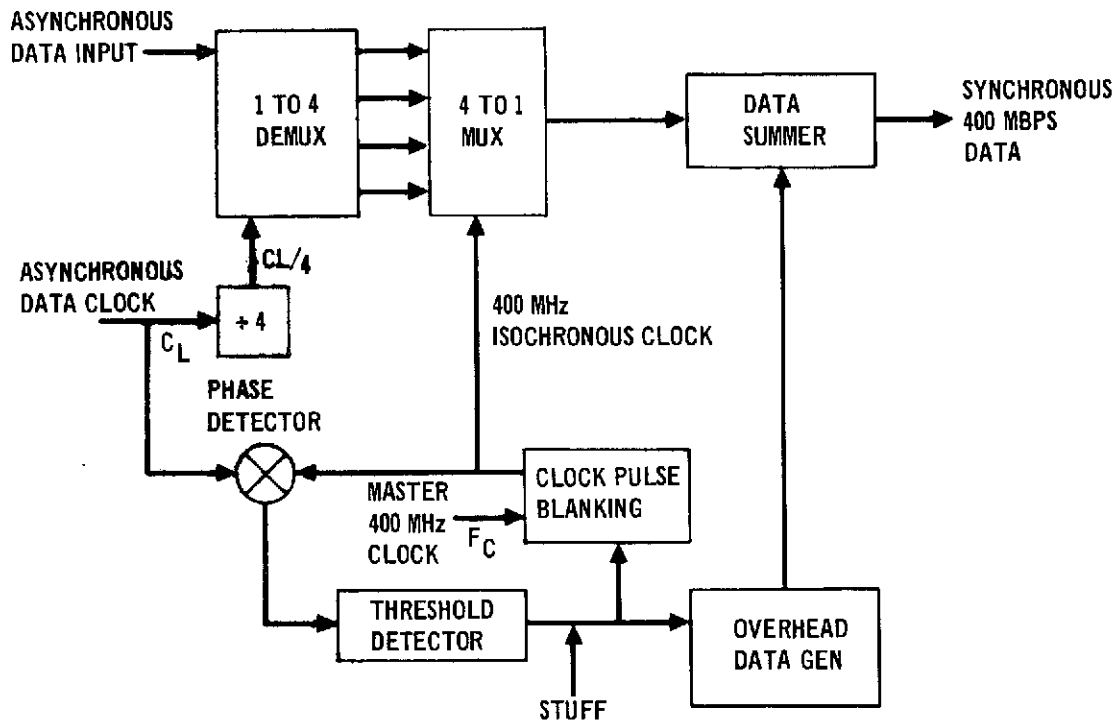 ASYNCHRONOUS
DATA INPUT
1 TO 4
DEMUX
4 TO 1
MUX
DATA
SUMMER
SYNCHRONOUS
400 MBPS
DATA
CL/4
ASYNCHRONOUS
DATA CLOCK
÷ 4
C_L
400 MHz
ISOCHRONOUS CLOCK
PHASE
DETECTOR
MASTER
400 MHz
CLOCK
F_C
CLOCK PULSE
BLANKING
THRESHOLD
DETECTOR
OVERHEAD
DATA GEN
STUFF